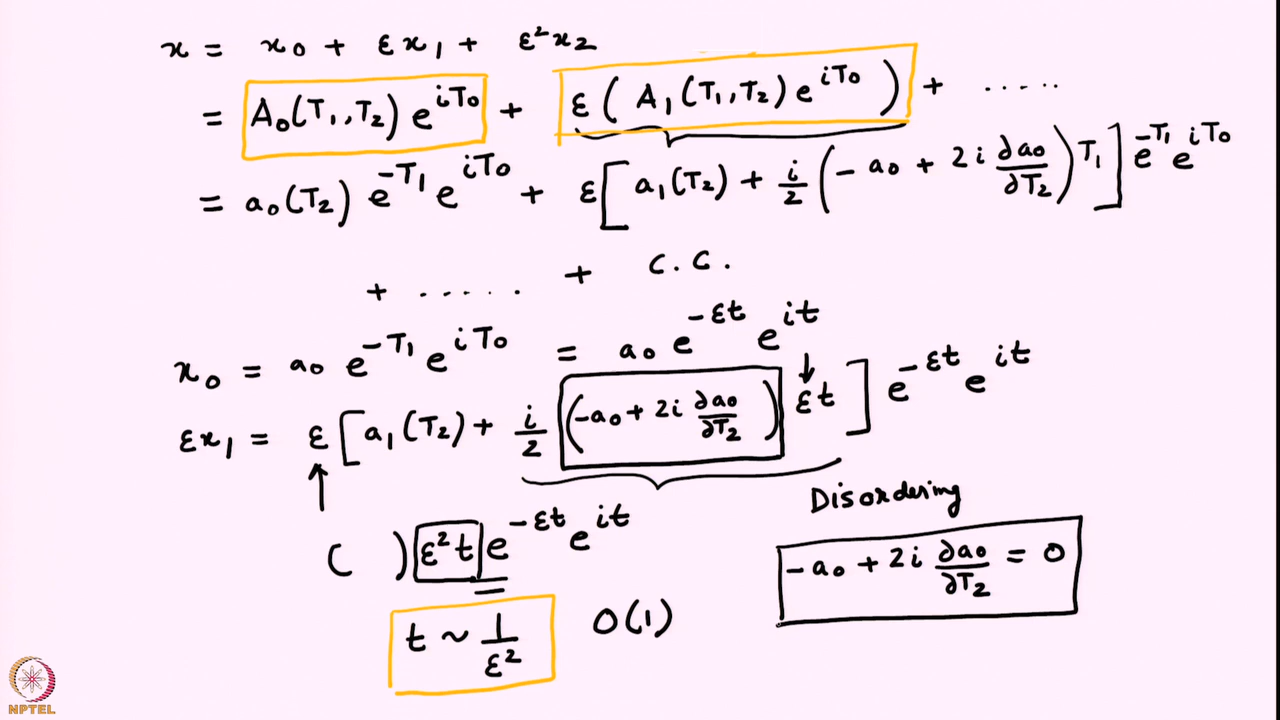 x = x₀ + εx₁ + ε²x₂
= A₀(T₁,T₂) e^{iT₀} + ε( A₁(T₁,T₂) e^{iT₀} ) + .....
= a₀(T₂) e^{-T₁} e^{iT₀} + ε[ a₁(T₂) + i/2 ( -a₀ + 2i ∂a₀/∂T₂ ) T₁ ] e^{-T₁} e^{iT₀}
+ ..... + C.C.
x₀ = a₀ e^{-T₁} e^{iT₀} = a₀ e^{-εt} e^{it}
εx₁ = ε[ a₁(T₂) + i/2 ( -a₀ + 2i ∂a₀/∂T₂ ) εt ] e^{-εt} e^{it}
Disordering
( ) ε²t e^{-εt} e^{it}
-a₀ + 2i ∂a₀/∂T₂ = 0
t ~ 1/ε² O(1)
NPTEL